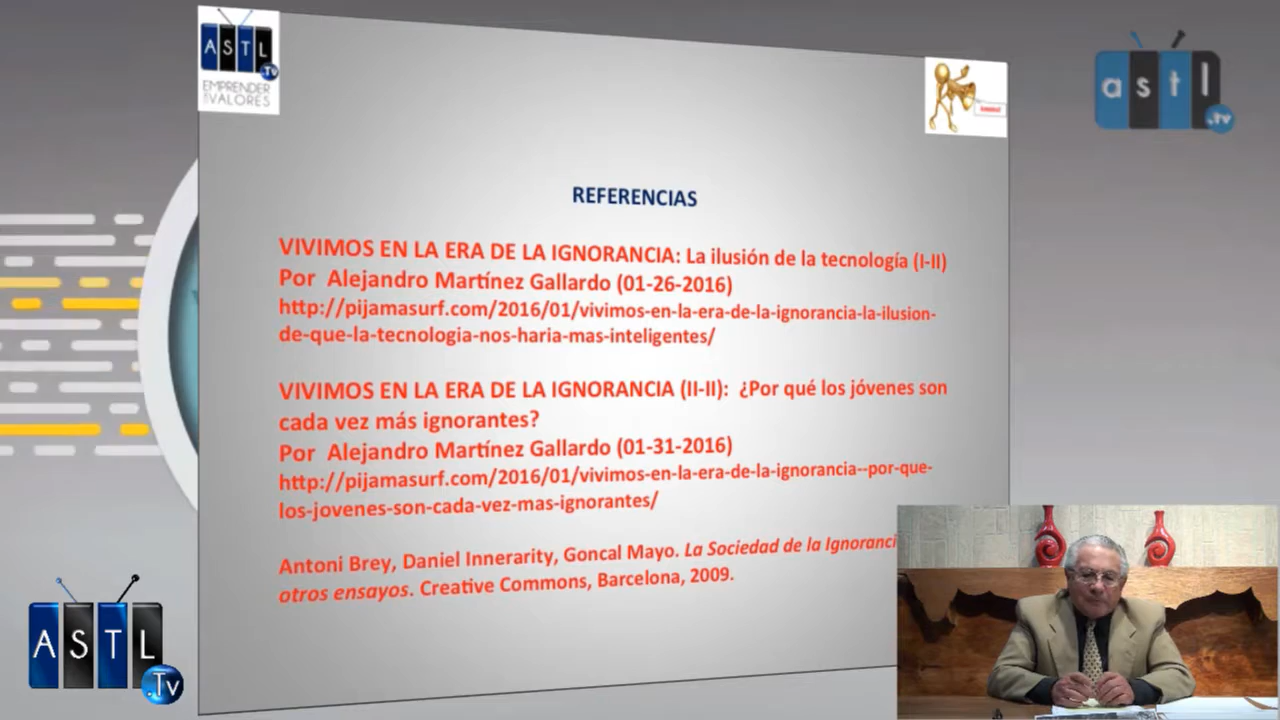 ASTL
.TV
EMPRENDER
CON VALORES
astl
.tv
REFERENCIAS
VIVIMOS EN LA ERA DE LA IGNORANCIA: La ilusión de la tecnología (I-II)
Por Alejandro Martínez Gallardo (01-26-2016)
http://pijamasurf.com/2016/01/vivimos-en-la-era-de-la-ignorancia-la-ilusion-
de-que-la-tecnologia-nos-haria-mas-inteligentes/
VIVIMOS EN LA ERA DE LA IGNORANCIA (II-II): ¿Por qué los jóvenes son
cada vez más ignorantes?
Por Alejandro Martínez Gallardo (01-31-2016)
http://pijamasurf.com/2016/01/vivimos-en-la-era-de-la-ignorancia--por-que-
los-jovenes-son-cada-vez-mas-ignorantes/
Antoni Brey, Daniel Innerarity, Goncal Mayo. La Sociedad de la Ignoranci
otros ensayos. Creative Commons, Barcelona, 2009.
ASTL
.Tv